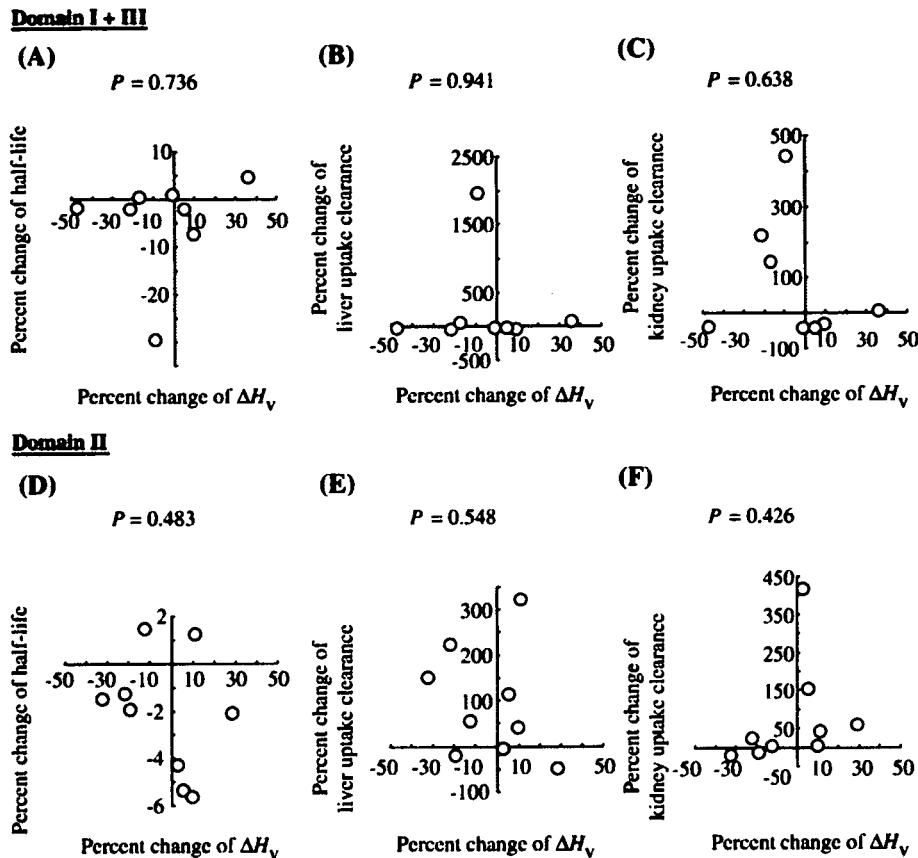 Domain I + III
(A)
P = 0.736
Percent change of half-life
10
-50 -30 -10 10 30 50
-10
-20
-30
Percent change of ΔHv
(B)
P = 0.941
Percent change of
liver uptake clearance
2500
1500
500
-50 -30 -10 10 30 50
-500
Percent change of ΔHv
(C)
P = 0.638
Percent change of
kidney uptake clearance
500
300
100
-50 -30 -10 10 30 50
-100
Percent change of ΔHv
Domain II
(D)
P = 0.483
Percent change of half-life
2
-50 -30 -10 10 30 50
-2
-4
-6
Percent change of ΔHv
(E)
P = 0.548
Percent change of
liver uptake clearance
300
100
-50 -30 -10 10 30 50
-100
Percent change of ΔHv
(F)
P = 0.426
Percent change of
kidney uptake clearance
450
350
250
150
50
-50 -30 -10 10 30 50
-50
Percent change of ΔHv